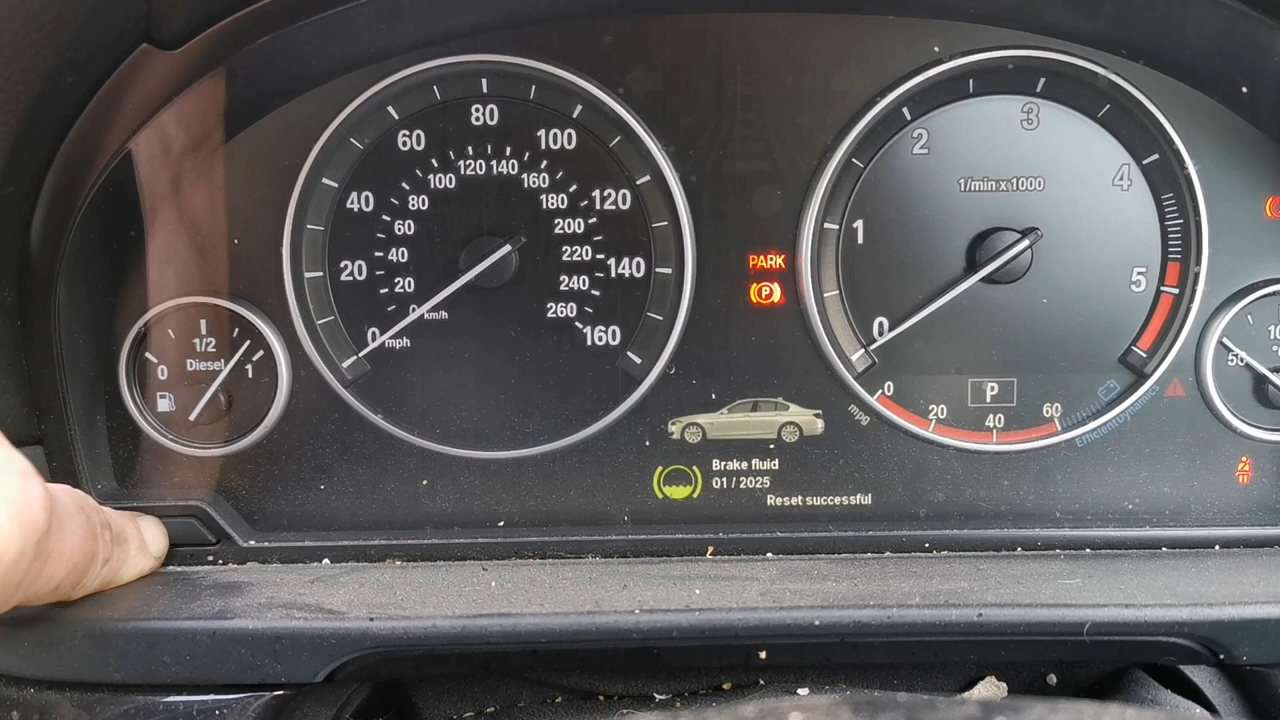 80
60
100
120 140
100
160
40
80
180
120
60
200
40
220
20
240
140
20
260
0 km/h
0 mph
160
1/2
Diesel
0
1
PARK
P
3
2
4
1/min x 1000
1
5
0
P
0
20
40
60
mpg
EfficientDynamics
50
Brake fluid
01 / 2025
Reset successful